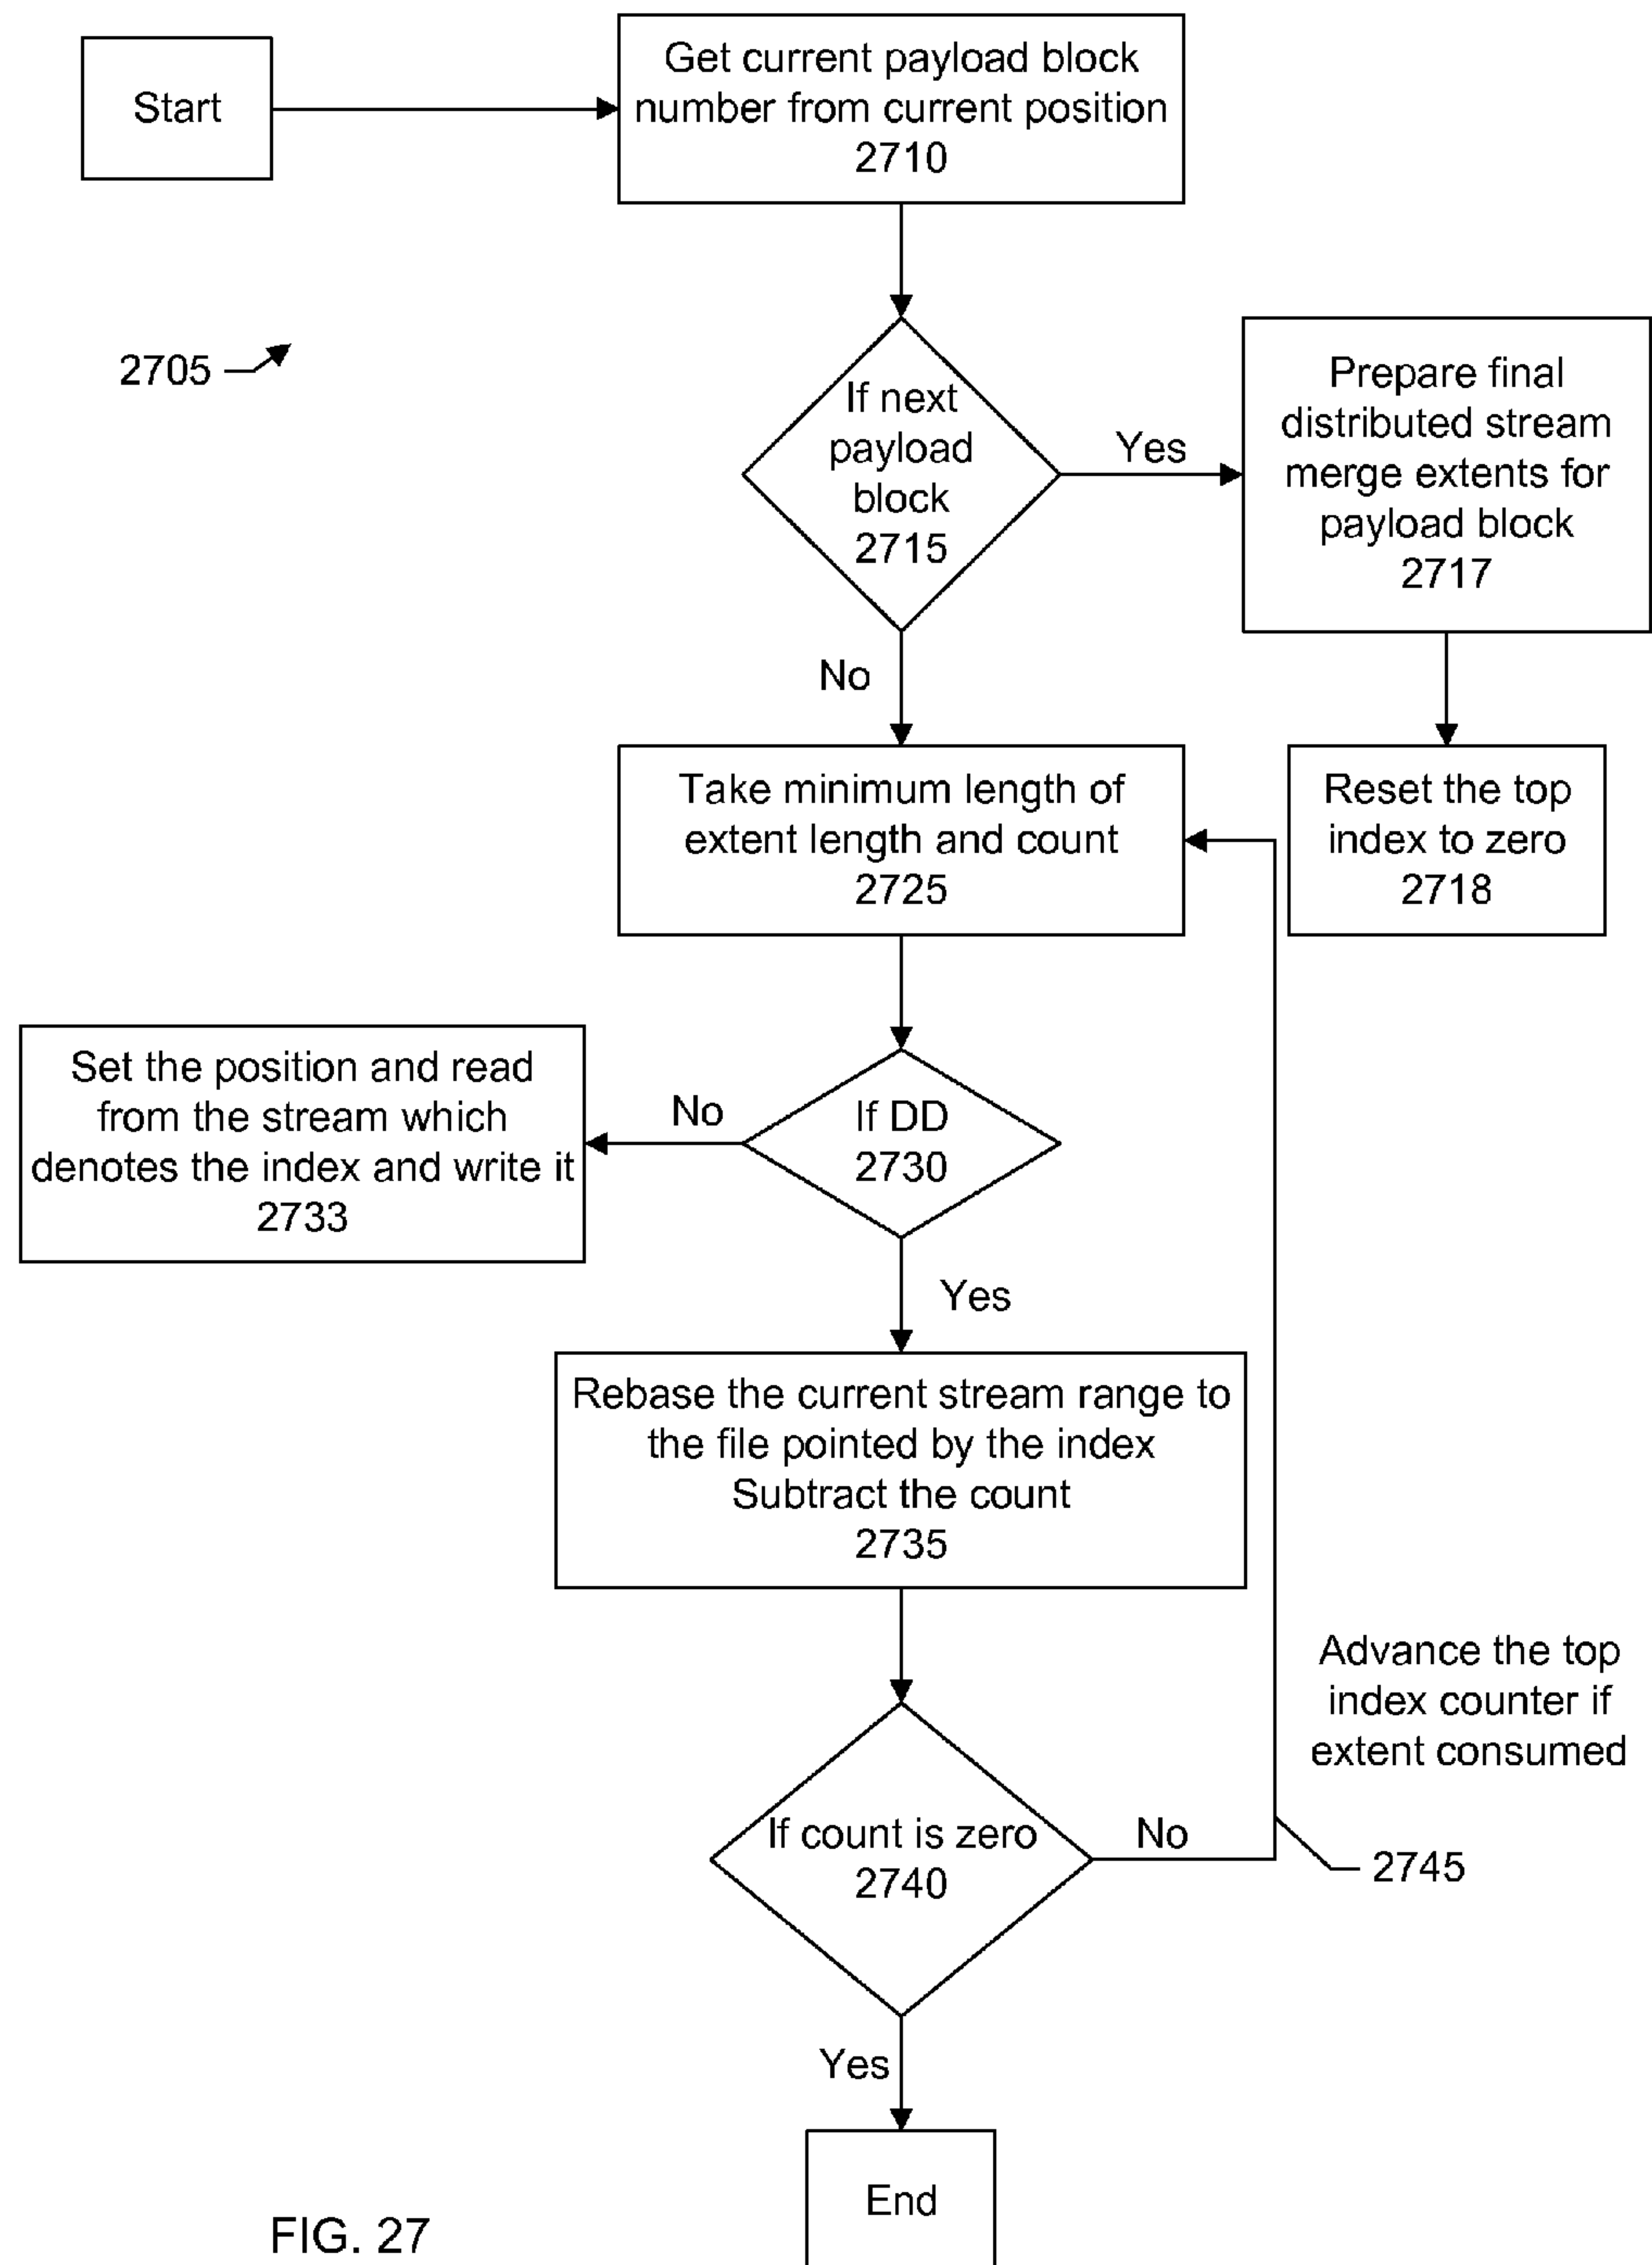 Start
Get current payload block
number from current position
2710
2705
If next
payload
block
2715
Yes
Prepare final
distributed stream
merge extents for
payload block
2717
No
Take minimum length of
extent length and count
2725
Reset the top
index to zero
2718
Set the position and read
from the stream which
denotes the index and write it
2733
No
If DD
2730
Yes
Rebase the current stream range to
the file pointed by the index
Subtract the count
2735
Advance the top
index counter if
extent consumed
If count is zero
2740
No
2745
Yes
End
FIG. 27